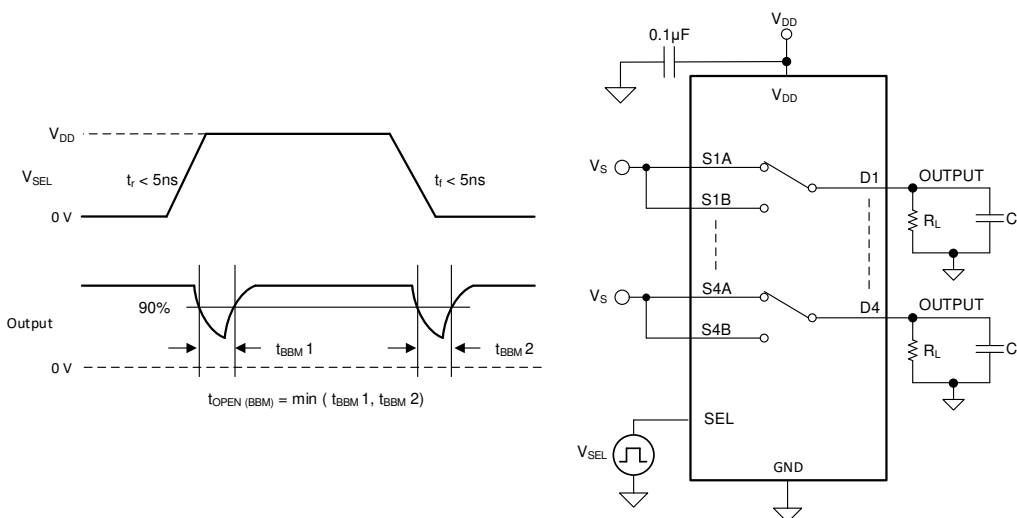 V_DD
V_SEL
t_r < 5ns
t_f < 5ns
0 V
90%
Output
t_BBM 1
t_BBM 2
0 V
t_OPEN (BBM) = min ( t_BBM 1, t_BBM 2)
V_DD
0.1µF
V_DD
V_S
S1A
D1
OUTPUT
S1B
R_L
C
V_S
S4A
D4
OUTPUT
S4B
R_L
C
SEL
V_SEL
GND